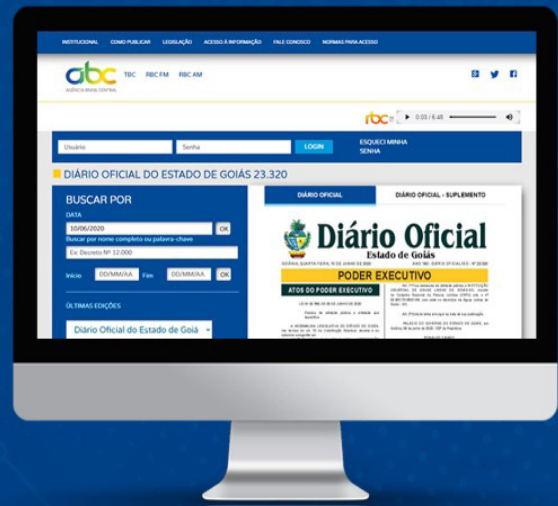 INSTITUCIONAL COMO PUBLICAR LEGISLAÇÃO ACESSO À INFORMAÇÃO FALE CONOSCO NORMAS PARA ACESSO
abc TBC RBC FM RBC AM
AGÊNCIA BRASIL CENTRAL
rbc 0:03 / 6:48
Usuário Senha LOGIN ESQUECI MINHA
SENHA
DIÁRIO OFICIAL DO ESTADO DE GOIÁS 23.320
BUSCAR POR
DATA
10/06/2020 OK
Buscar por nome completo ou palavra-chave
Ex: Decreto Nº 12.000
Início DD/MM/AA Fim DD/MM/AA OK
ÚLTIMAS EDIÇÕES
Diário Oficial do Estado de Goiá
DIÁRIO OFICIAL DIÁRIO OFICIAL - SUPLEMENTO
Diário Oficial
Estado de Goiás
PODER EXECUTIVO
ATOS DO PODER EXECUTIVO